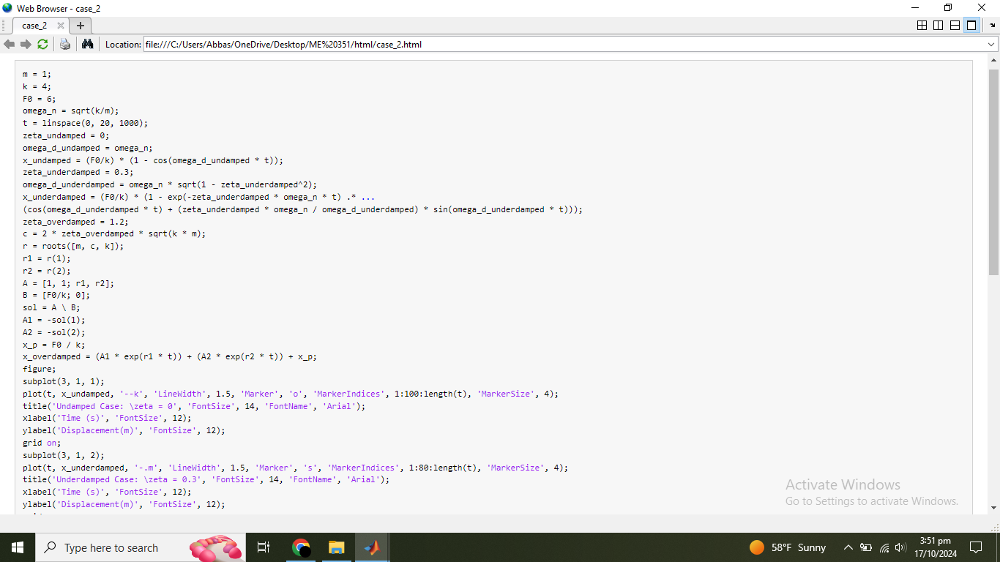 Web Browser - case_2
case_2
Location: file:///C:/Users/Abbas/OneDrive/Desktop/ME%20351/html/case_2.html
m = 1;
k = 4;
F0 = 6;
omega_n = sqrt(k/m);
t = linspace(0, 20, 1000);
zeta_undamped = 0;
omega_d_undamped = omega_n;
x_undamped = (F0/k) * (1 - cos(omega_d_undamped * t));
zeta_underdamped = 0.3;
omega_d_underdamped = omega_n * sqrt(1 - zeta_underdamped^2);
x_underdamped = (F0/k) * (1 - exp(-zeta_underdamped * omega_n * t) .* ...
(cos(omega_d_underdamped * t) + (zeta_underdamped * omega_n / omega_d_underdamped) * sin(omega_d_underdamped * t)));
zeta_overdamped = 1.2;
c = 2 * zeta_overdamped * sqrt(k * m);
r = roots([m, c, k]);
r1 = r(1);
r2 = r(2);
A = [1, 1; r1, r2];
B = [F0/k; 0];
sol = A \ B;
A1 = -sol(1);
A2 = -sol(2);
x_p = F0 / k;
x_overdamped = (A1 * exp(r1 * t)) + (A2 * exp(r2 * t)) + x_p;
figure;
subplot(3, 1, 1);
plot(t, x_undamped, '--k', 'LineWidth', 1.5, 'Marker', 'o', 'MarkerIndices', 1:100:length(t), 'MarkerSize', 4);
title('Undamped Case: \zeta = 0', 'FontSize', 14, 'FontName', 'Arial');
xlabel('Time (s)', 'FontSize', 12);
ylabel('Displacement(m)', 'FontSize', 12);
grid on;
subplot(3, 1, 2);
plot(t, x_underdamped, '-.m', 'LineWidth', 1.5, 'Marker', 's', 'MarkerIndices', 1:80:length(t), 'MarkerSize', 4);
title('Underdamped Case: \zeta = 0.3', 'FontSize', 14, 'FontName', 'Arial');
xlabel('Time (s)', 'FontSize', 12);
ylabel('Displacement(m)', 'FontSize', 12);
Activate Windows
Go to Settings to activate Windows.
Type here to search
58°F Sunny
3:51 pm
17/10/2024